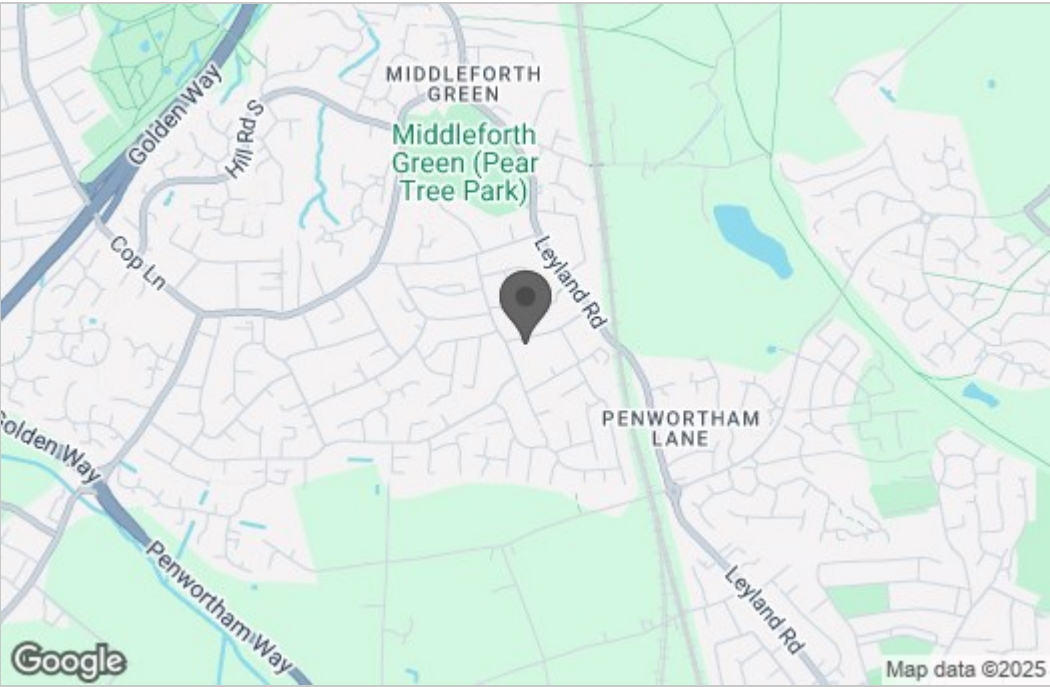 MIDDLEFORTH
GREEN
Golden Way
Hill Rd S
Middleforth
Green (Pear
Tree Park)
Cop Ln
Leyland Rd
PENWORTHAM
LANE
Golden Way
Penwortham Way
Leyland Rd
Google
Map data ©2025